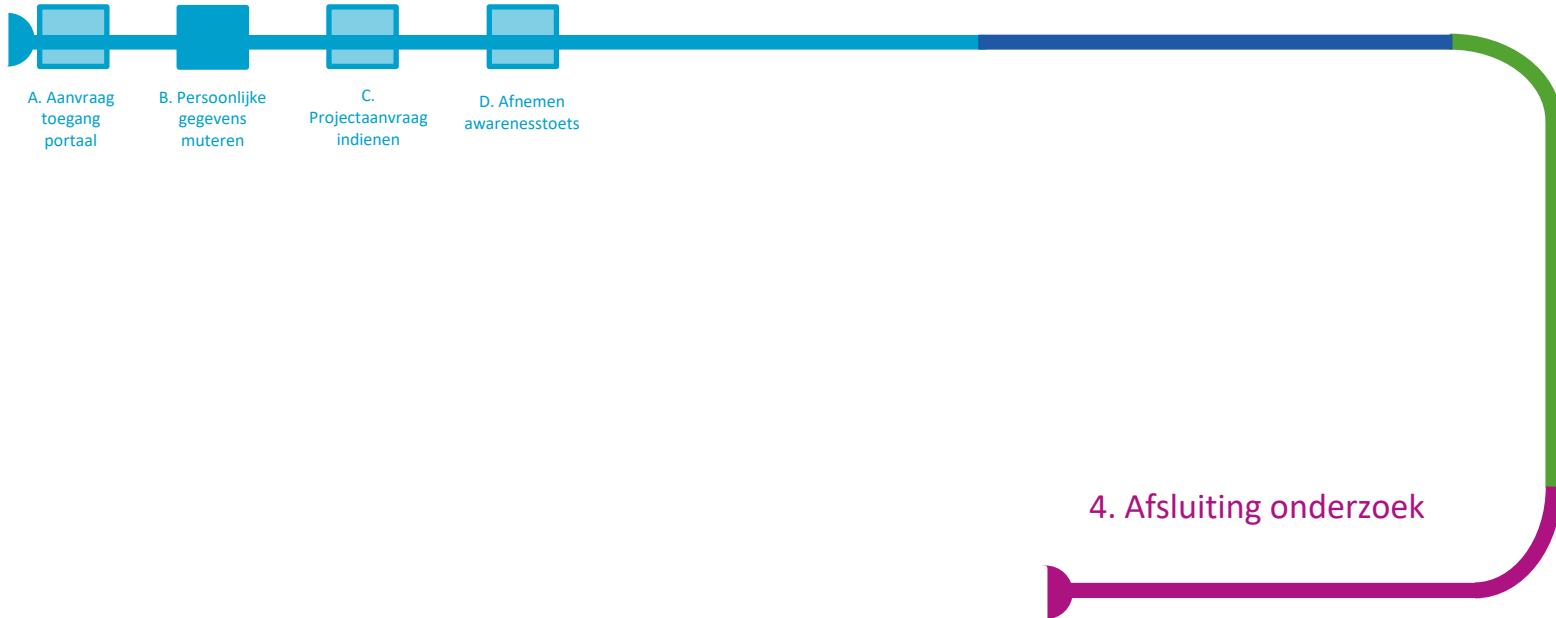 A. Aanvraag
toegang
portaal
B. Persoonlijke
gegevens
muteren
C.
Projectaanvraag
indienen
D. Afnemen
awarenesstoets
4. Afsluiting onderzoek